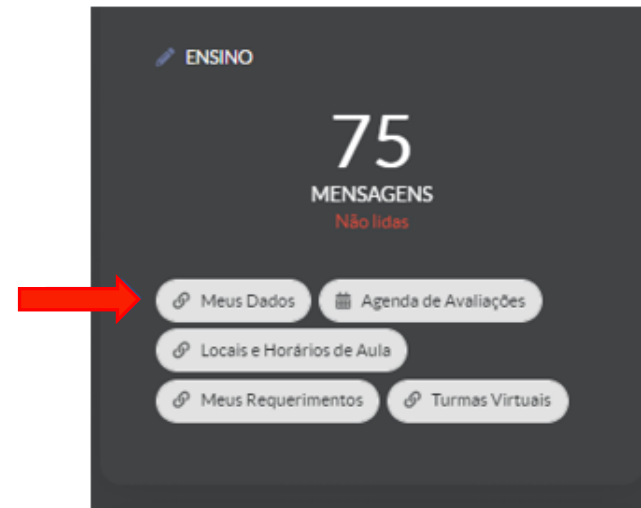 ENSINO
75
MENSAGENS
Não lidas
Meus Dados Agenda de Avaliações
Locais e Horários de Aula
Meus Requerimentos Turmas Virtuais